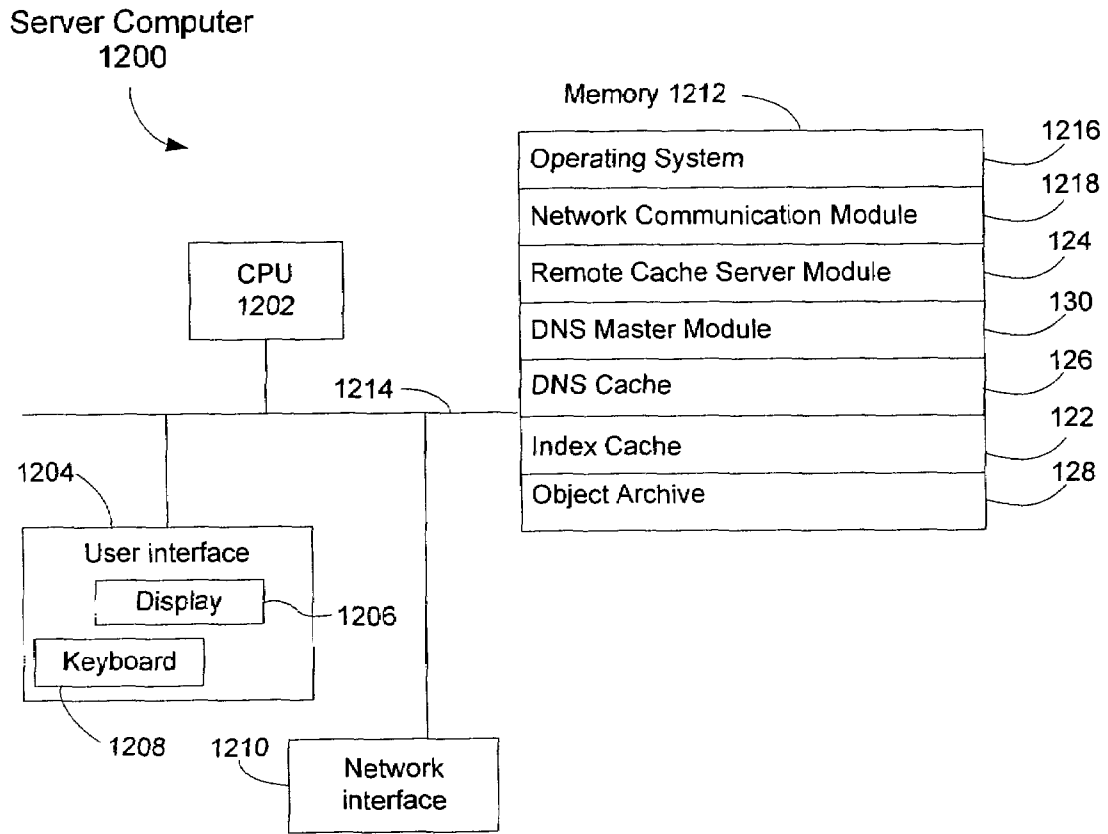 Server Computer
1200
Memory 1212
Operating System
1216
Network Communication Module
1218
Remote Cache Server Module
124
DNS Master Module
130
DNS Cache
126
Index Cache
122
Object Archive
128
CPU
1202
1214
1204
User interface
Display
1206
Keyboard
1208
1210
Network
interface